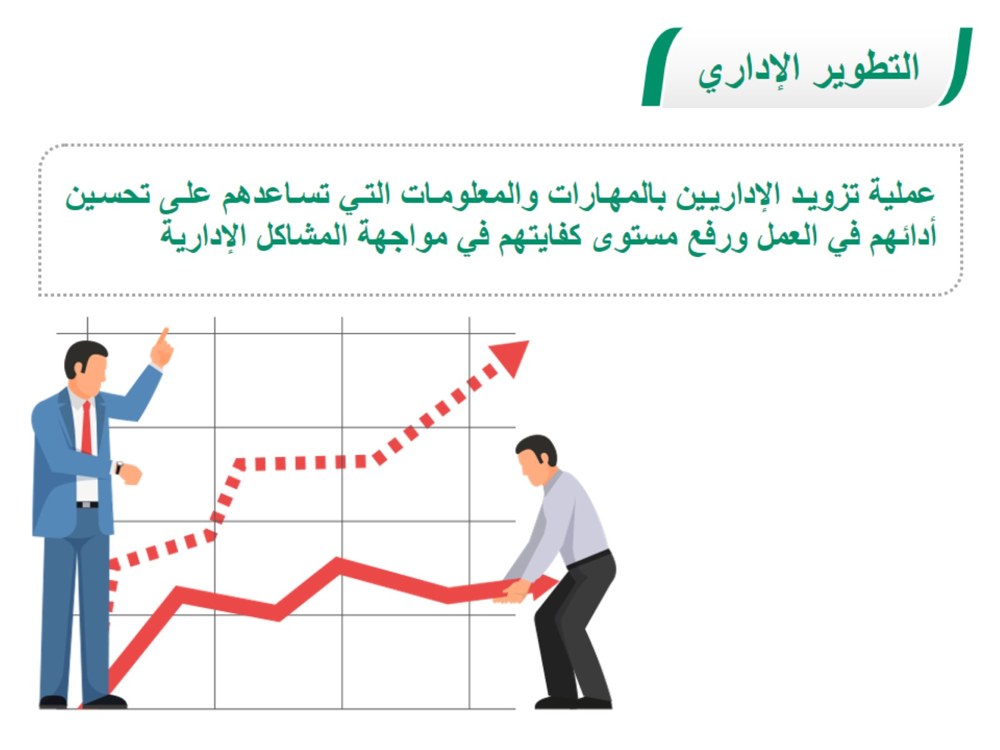 التطوير الإداري
عملية تزويد الإداريين بالمهارات والمعلومات التي تساعدهم على تحسين
أدائهم في العمل ورفع مستوى كفايتهم في مواجهة المشاكل الإدارية